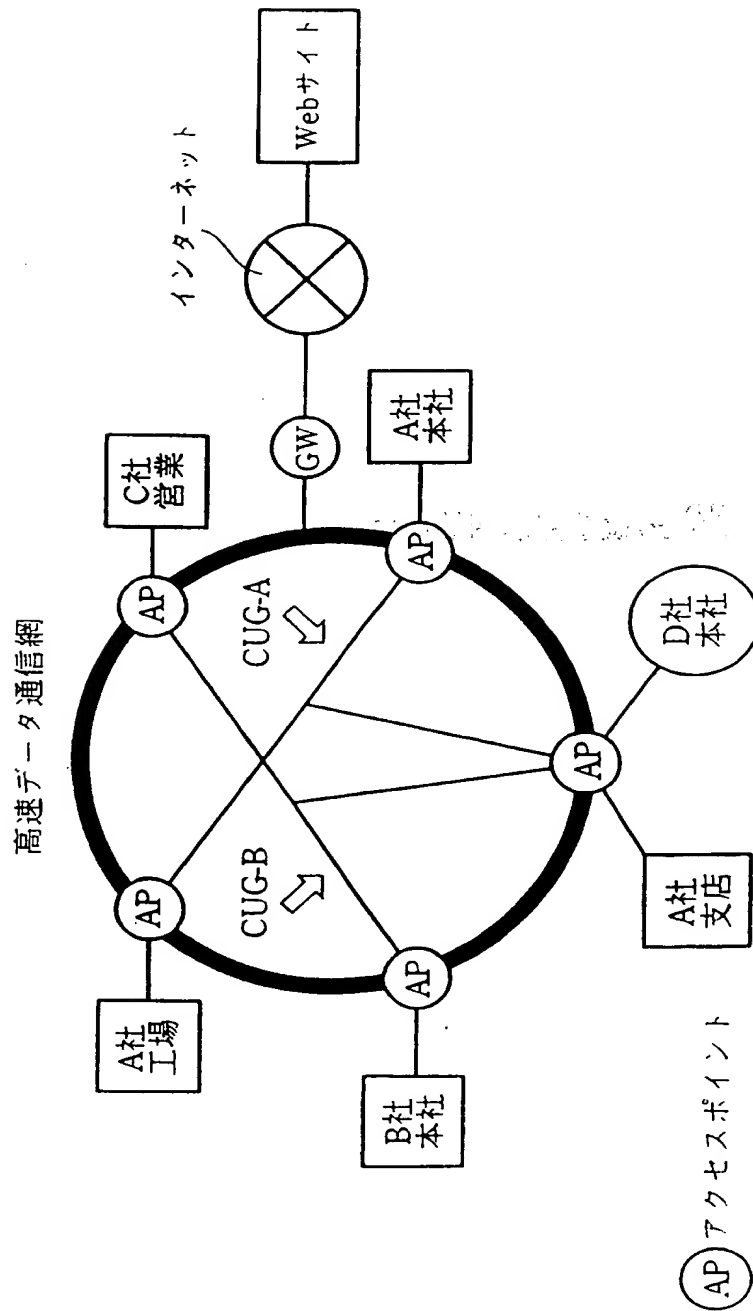 高速データ通信網
C社
営業
インターネット
Webサイト
GW
A社
本社
AP
AP
AP
AP
AP
CUG-A
CUG-B
A社
工場
B社
本社
A社
支店
D社
本社
AP アクセスポイント